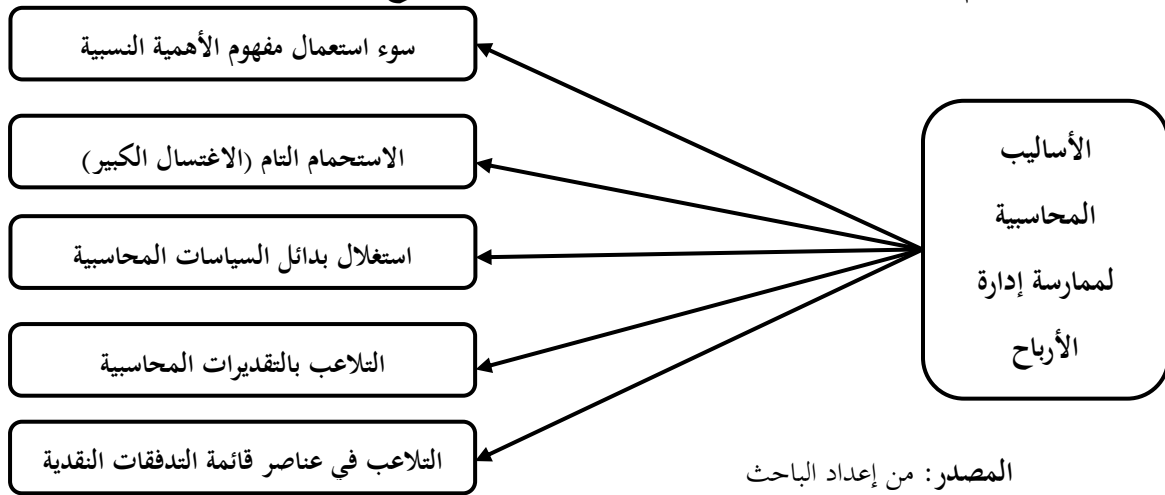 سوء استعمال مفهوم الأهمية النسبية
الاستحمام التام (الاغتسال الكبير)
استغلال بدائل السياسات المحاسبية
التلاعب بالتقديرات المحاسبية
التلاعب في عناصر قائمة التدفقات النقدية
الأساليب
المحاسبية
لممارسة إدارة
الأرباح
المصدر: من إعداد الباحث